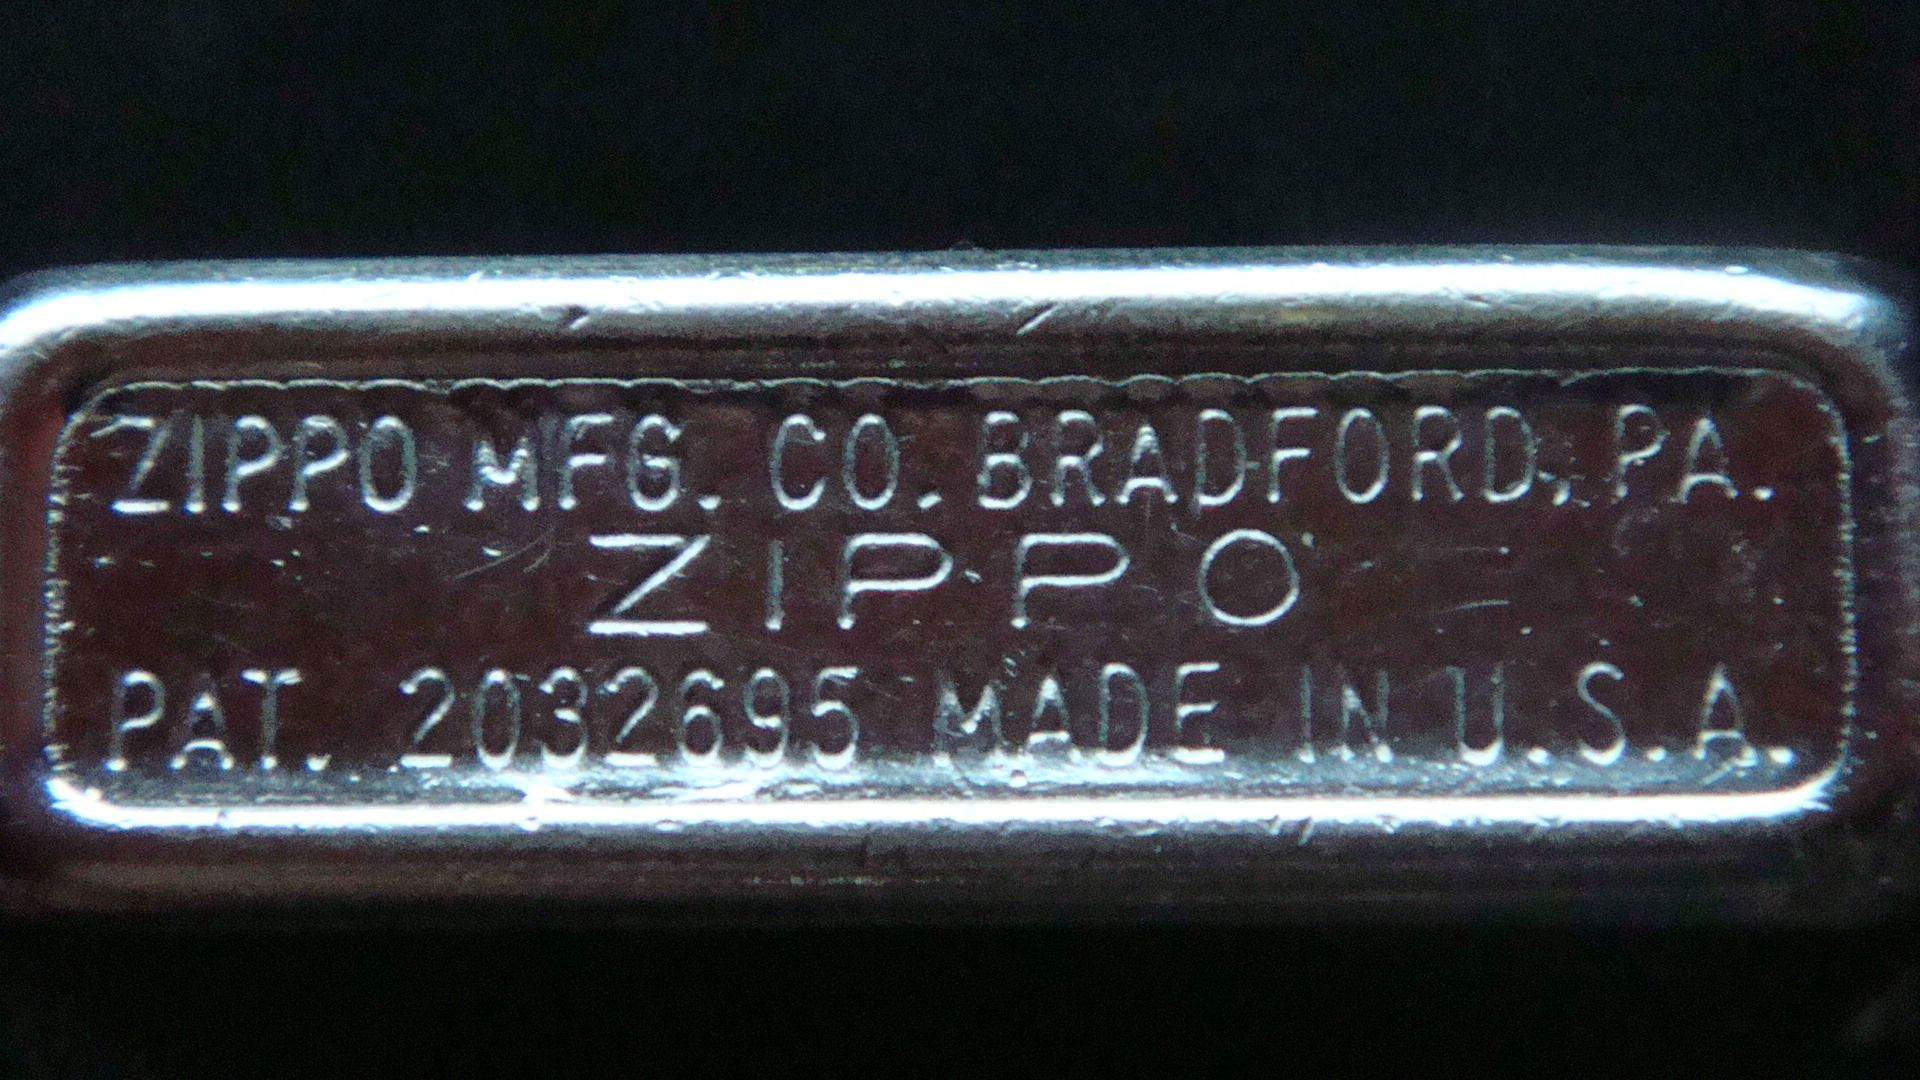 ZIPPO MFG. CO. BRADFORD, PA.
ZIPPO
PAT. 2032695 MADE IN U.S.A.